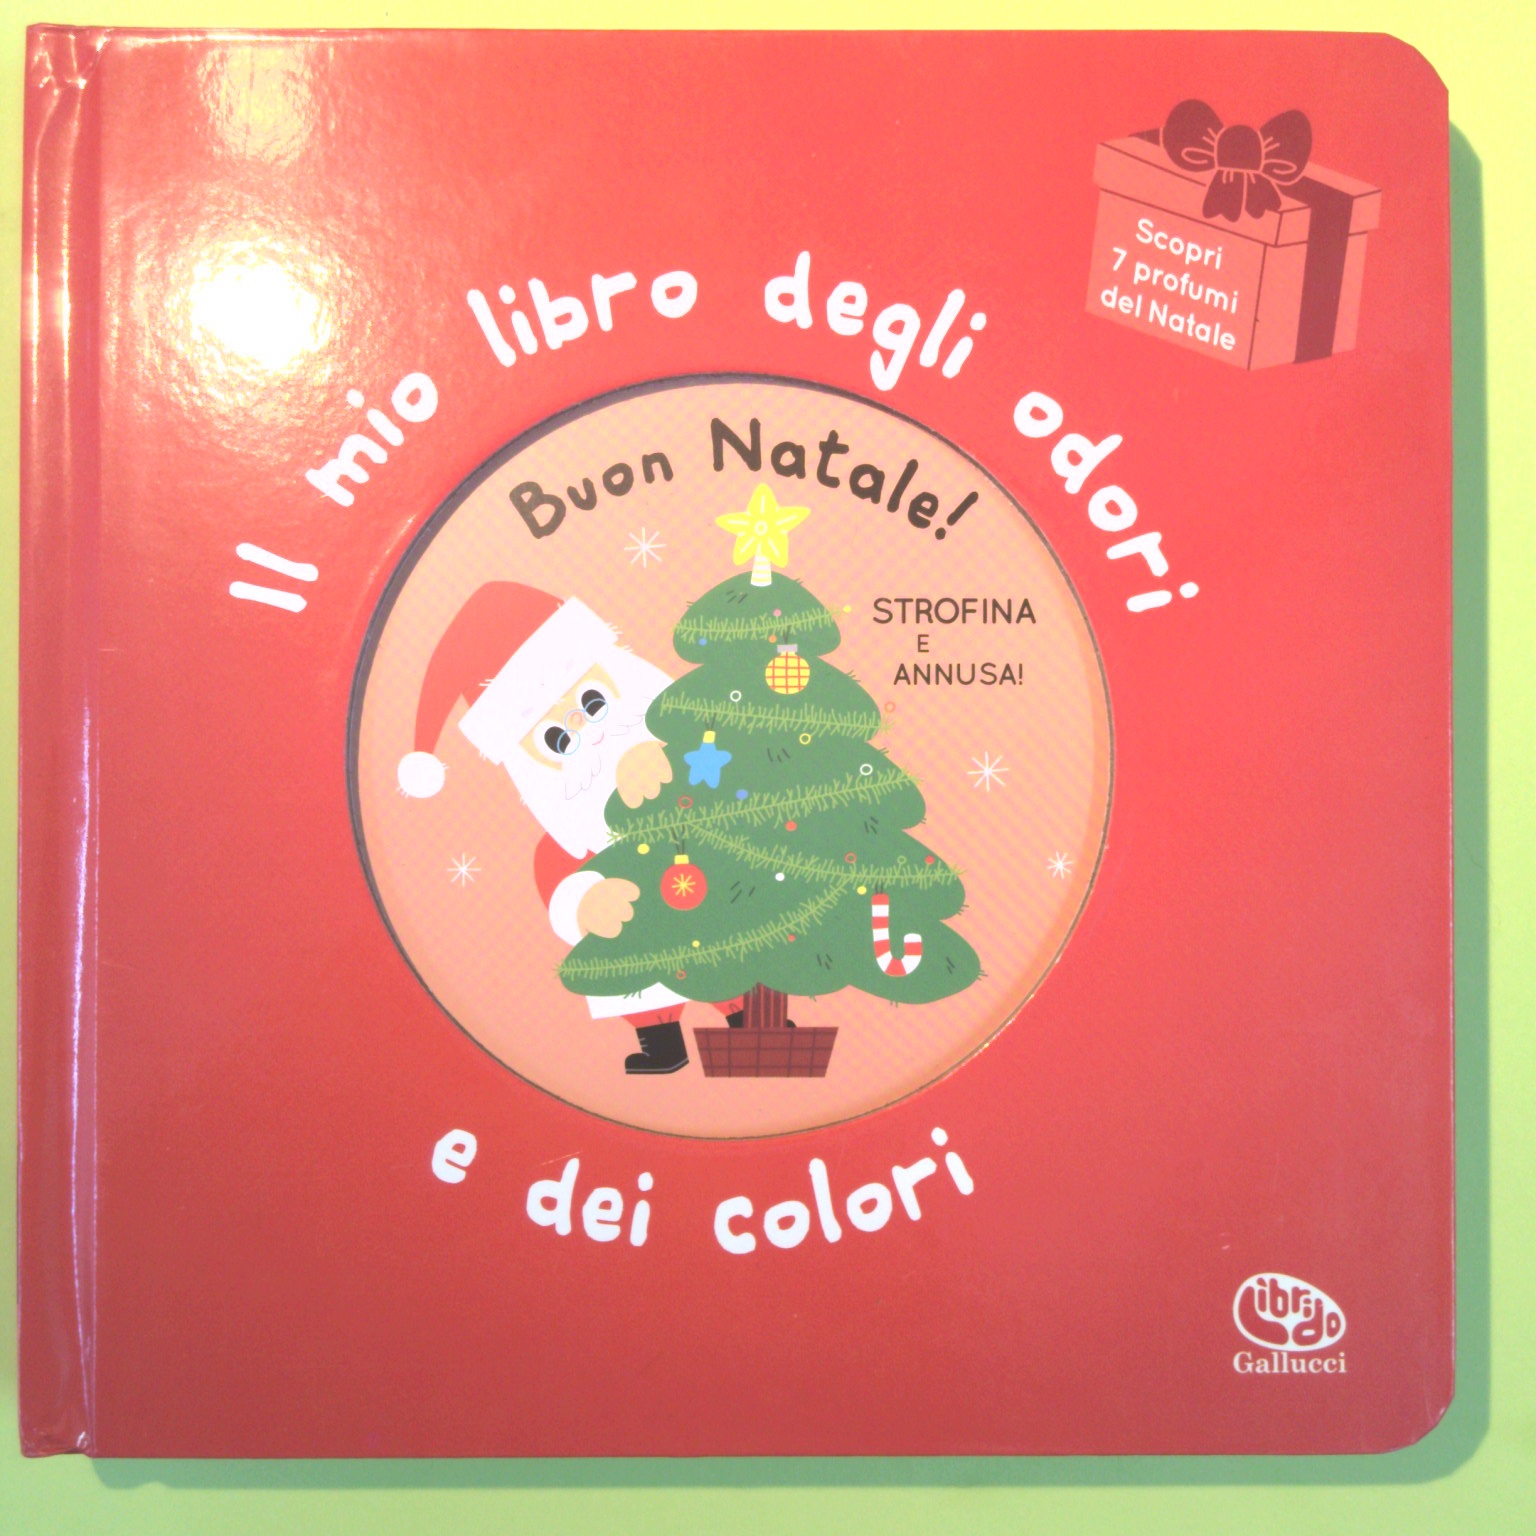 Scopri
7 profumi
del Natale
Il mio libro degli odori
Buon Natale!
STROFINA
E
ANNUSA!
e dei colori
Librido
Gallucci